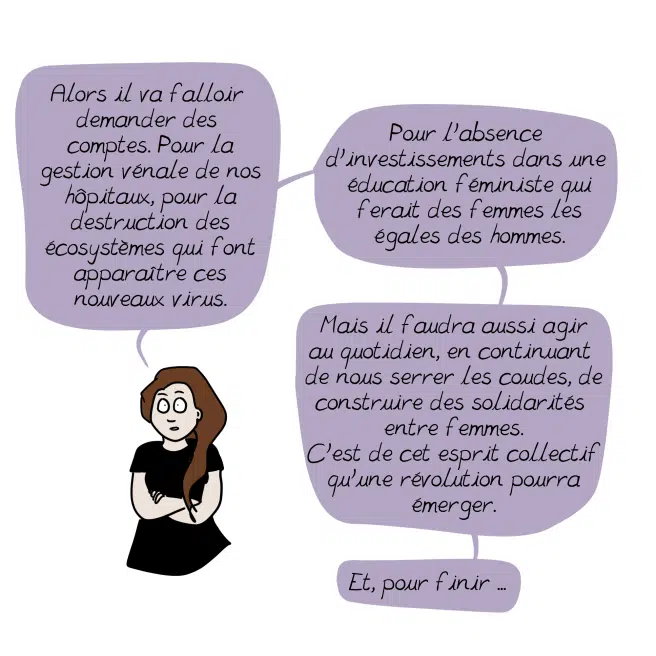 Alors il va falloir
demander des
comptes. Pour la
gestion vénale de nos
hôpitaux, pour la
destruction des
écosystèmes qui font
apparaître ces
nouveaux virus.
Pour l'absence
d'investissements dans une
éducation féministe qui
ferait des femmes les
égales des hommes.
Mais il faudra aussi agir
au quotidien, en continuant
de nous serrer les coudes, de
construire des solidarités
entre femmes.
C'est de cet esprit collectif
qu'une révolution pourra
émerger.
Et, pour finir ...